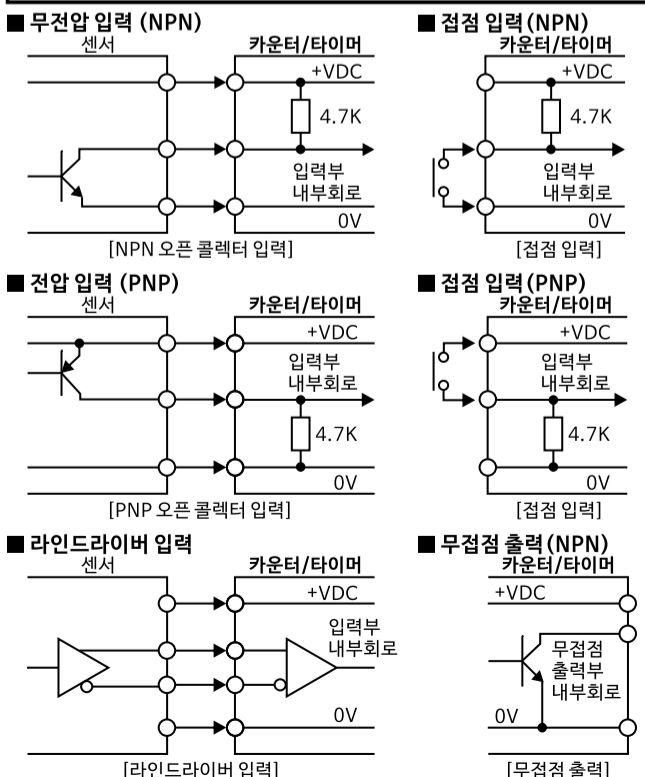 ■ 무전압 입력 (NPN)
센서
카운터/타이머
+VDC
4.7K
입력부
내부회로
0V
[NPN 오픈 콜렉터 입력]
■ 접점 입력(NPN)
카운터/타이머
+VDC
4.7K
입력부
내부회로
0V
[접점 입력]
■ 전압 입력 (PNP)
센서
카운터/타이머
+VDC
입력부
내부회로
4.7K
0V
[PNP 오픈 콜렉터 입력]
■ 접점 입력(PNP)
카운터/타이머
+VDC
입력부
내부회로
4.7K
0V
[접점 입력]
■ 라인드라이버 입력
센서
카운터/타이머
+VDC
입력부
내부회로
0V
[라인드라이버 입력]
■ 무접점 출력(NPN)
카운터/타이머
+VDC
무접점
출력부
내부회로
0V
[무접점 출력]